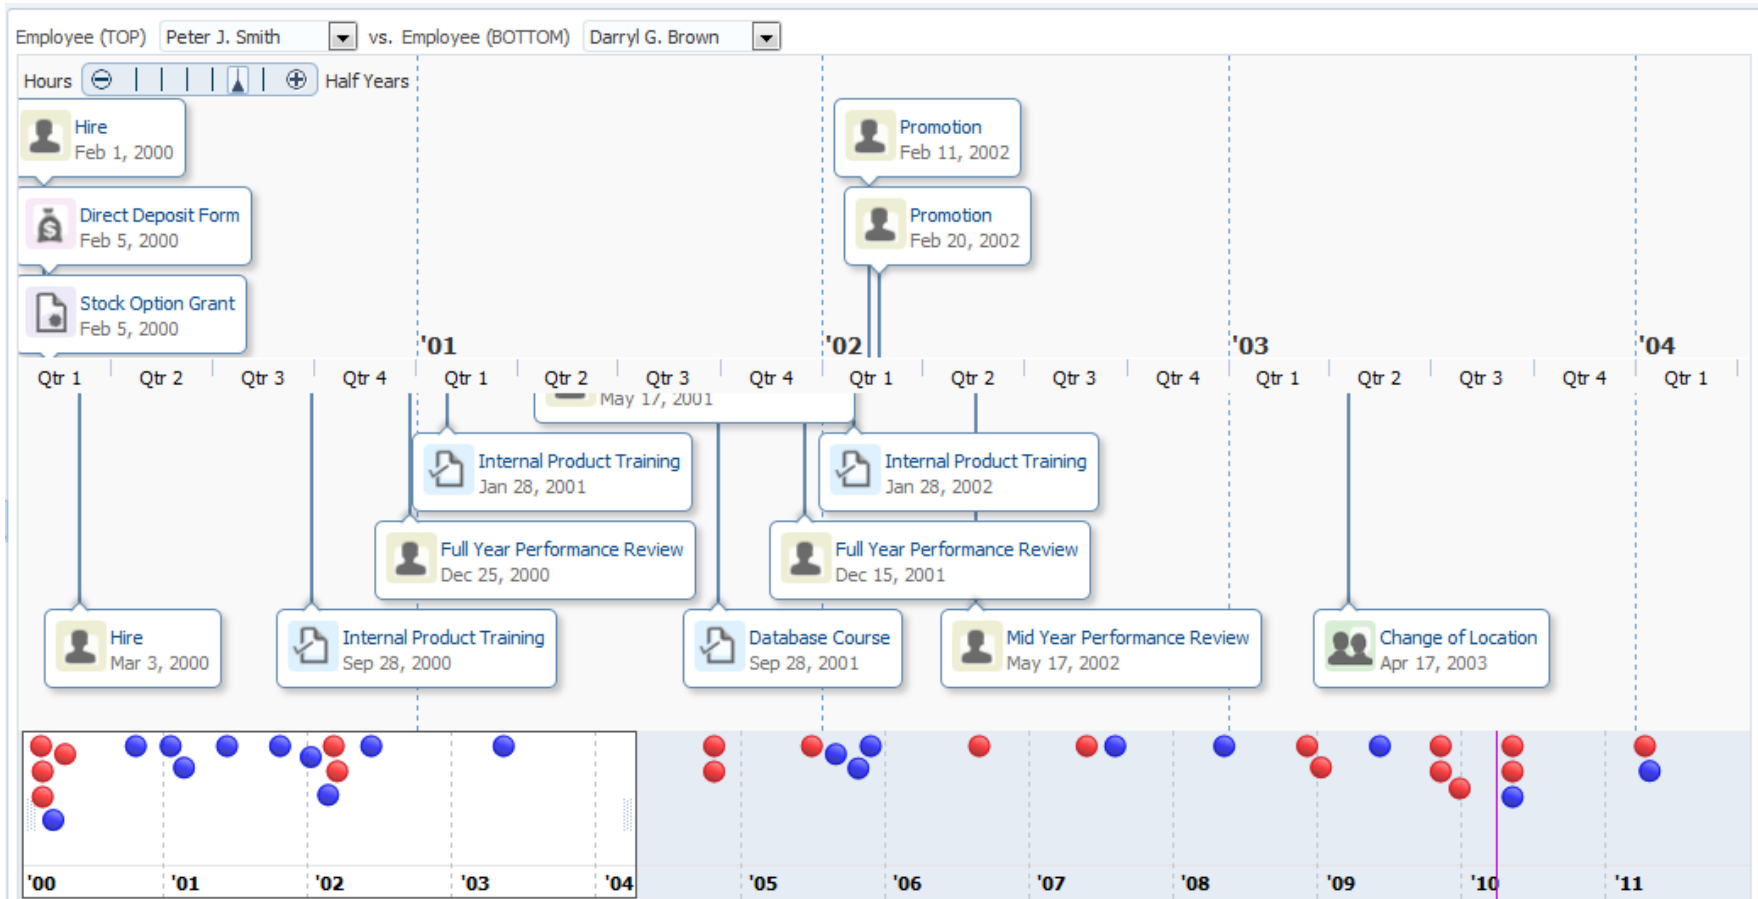 Employee (TOP) Peter J. Smith vs. Employee (BOTTOM) Darryl G. Brown
Hours Half Years
Hire
Feb 1, 2000
Direct Deposit Form
Feb 5, 2000
Stock Option Grant
Feb 5, 2000
Promotion
Feb 11, 2002
Promotion
Feb 20, 2002
'01 '02 '03 '04
Qtr 1 Qtr 2 Qtr 3 Qtr 4 Qtr 1 Qtr 2 Qtr 3 Qtr 4 Qtr 1 Qtr 2 Qtr 3 Qtr 4 Qtr 1 Qtr 2 Qtr 3 Qtr 4 Qtr 1
May 17, 2001
Internal Product Training
Jan 28, 2001
Internal Product Training
Jan 28, 2002
Full Year Performance Review
Dec 25, 2000
Full Year Performance Review
Dec 15, 2001
Hire
Mar 3, 2000
Internal Product Training
Sep 28, 2000
Database Course
Sep 28, 2001
Mid Year Performance Review
May 17, 2002
Change of Location
Apr 17, 2003
'00 '01 '02 '03 '04 '05 '06 '07 '08 '09 '10 '11